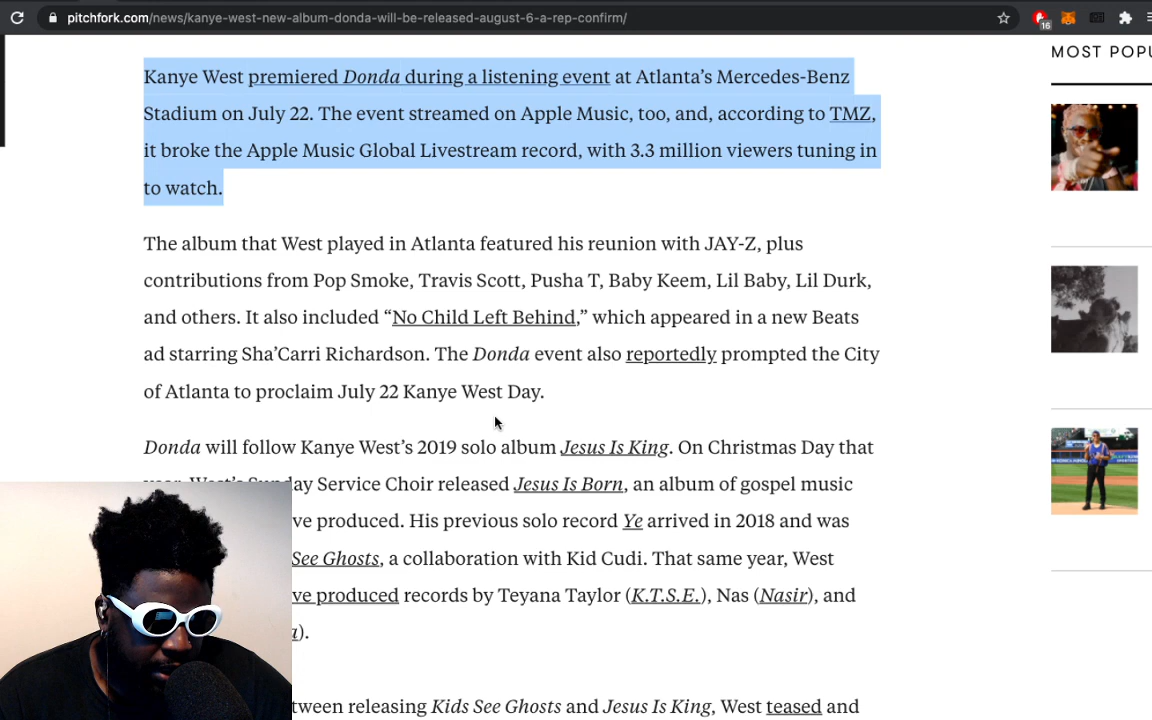 pitchfork.com/news/kanye-west-new-album-donda-will-be-released-august-6-a-rep-confirm/
16
MOST POPU
Kanye West premiered Donda during a listening event at Atlanta’s Mercedes-Benz
Stadium on July 22. The event streamed on Apple Music, too, and, according to TMZ,
it broke the Apple Music Global Livestream record, with 3.3 million viewers tuning in
to watch.
The album that West played in Atlanta featured his reunion with JAY-Z, plus
contributions from Pop Smoke, Travis Scott, Pusha T, Baby Keem, Lil Baby, Lil Durk,
and others. It also included “No Child Left Behind,” which appeared in a new Beats
ad starring Sha’Carri Richardson. The Donda event also reportedly prompted the City
of Atlanta to proclaim July 22 Kanye West Day.
Donda will follow Kanye West’s 2019 solo album Jesus Is King. On Christmas Day that
year, West’s Sunday Service Choir released Jesus Is Born, an album of gospel music
ve produced. His previous solo record Ye arrived in 2018 and was
See Ghosts, a collaboration with Kid Cudi. That same year, West
ve produced records by Teyana Taylor (K.T.S.E.), Nas (Nasir), and
).
tween releasing Kids See Ghosts and Jesus Is King, West teased and